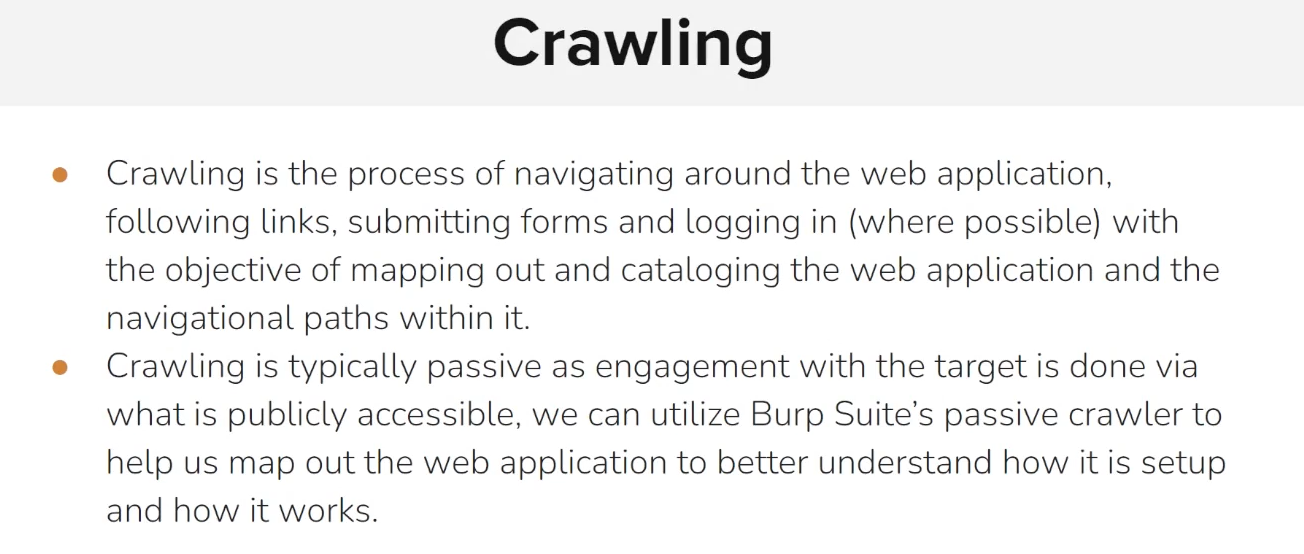 Crawling
Crawling is the process of navigating around the web application,
following links, submitting forms and logging in (where possible) with
the objective of mapping out and cataloging the web application and the
navigational paths within it.
Crawling is typically passive as engagement with the target is done via
what is publicly accessible, we can utilize Burp Suite’s passive crawler to
help us map out the web application to better understand how it is setup
and how it works.